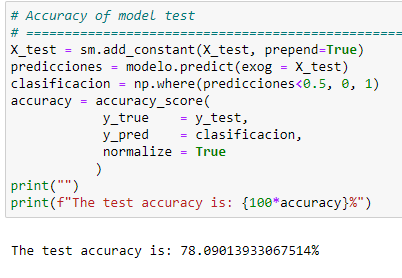 # Accuracy of model test
# ==================================================
X_test = sm.add_constant(X_test, prepend=True)
predicciones = modelo.predict(exog = X_test)
clasificacion = np.where(predicciones<0.5, 0, 1)
accuracy = accuracy_score(
            y_true    = y_test,
            y_pred    = clasificacion,
            normalize = True
           )
print("")
print(f"The test accuracy is: {100*accuracy}%")
The test accuracy is: 78.09013933067514%